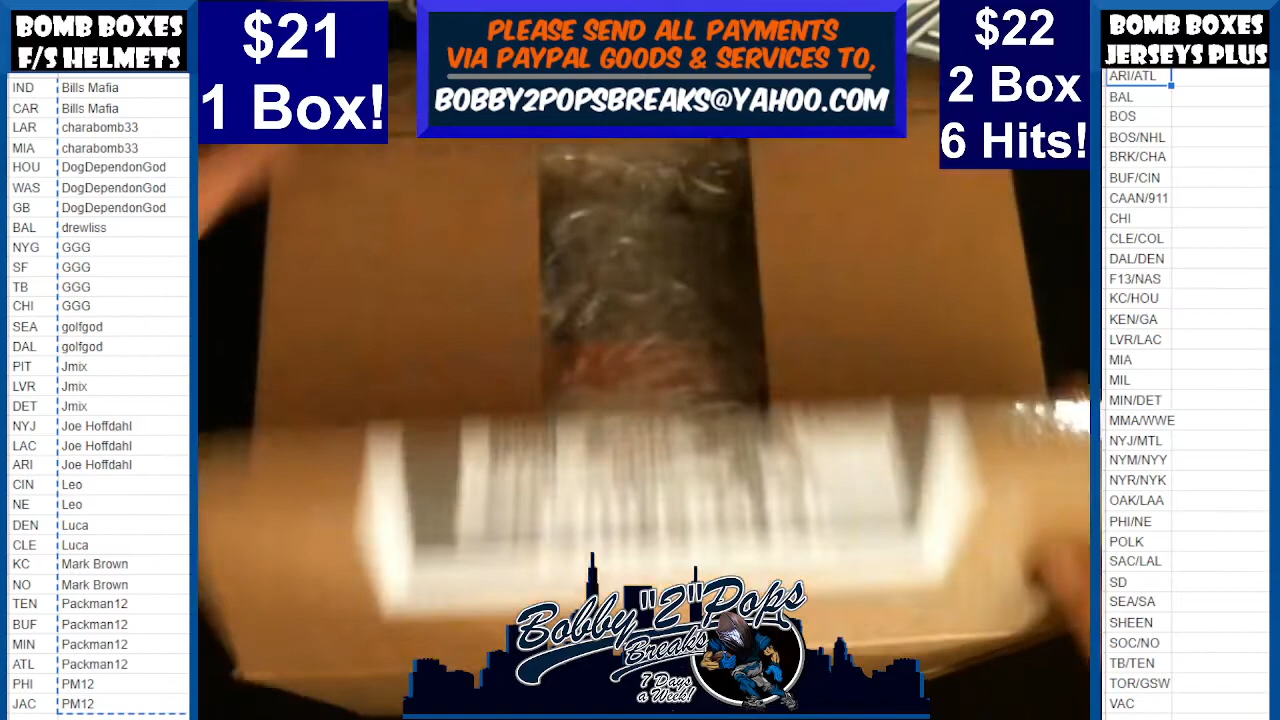 BOMB BOXES
F/S HELMETS
IND Bills Mafia
CAR Bills Mafia
LAR charabomb33
MIA charabomb33
HOU DogDependonGod
WAS DogDependonGod
GB DogDependonGod
BAL drewliss
NYG GGG
SF GGG
TB GGG
CHI GGG
SEA golfgod
DAL golfgod
PIT Jmix
LVR Jmix
DET Jmix
NYJ Joe Hoffdahl
LAC Joe Hoffdahl
ARI Joe Hoffdahl
CIN Leo
NE Leo
DEN Luca
CLE Luca
KC Mark Brown
NO Mark Brown
TEN Packman12
BUF Packman12
MIN Packman12
ATL Packman12
PHI PM12
JAC PM12
$21
1 Box!
PLEASE SEND ALL PAYMENTS
VIA PAYPAL GOODS & SERVICES TO,
BOBBY2POPSBREAKS@YAHOO.COM
$22
2 Box
6 Hits!
BOMB BOXES
JERSEYS PLUS
ARI/ATL
BAL
BOS
BOS/NHL
BRK/CHA
BUF/CIN
CAAN/911
CHI
CLE/COL
DAL/DEN
F13/NAS
KC/HOU
KEN/GA
LVR/LAC
MIA
MIL
MIN/DET
MMA/WWE
NYJ/MTL
NYM/NYY
NYR/NYK
OAK/LAA
PHI/NE
POLK
SAC/LAL
SD
SEA/SA
SHEEN
SOC/NO
TB/TEN
TOR/GSW
VAC
Bobby "2" Pops
Breaks
7 Days
a Week!